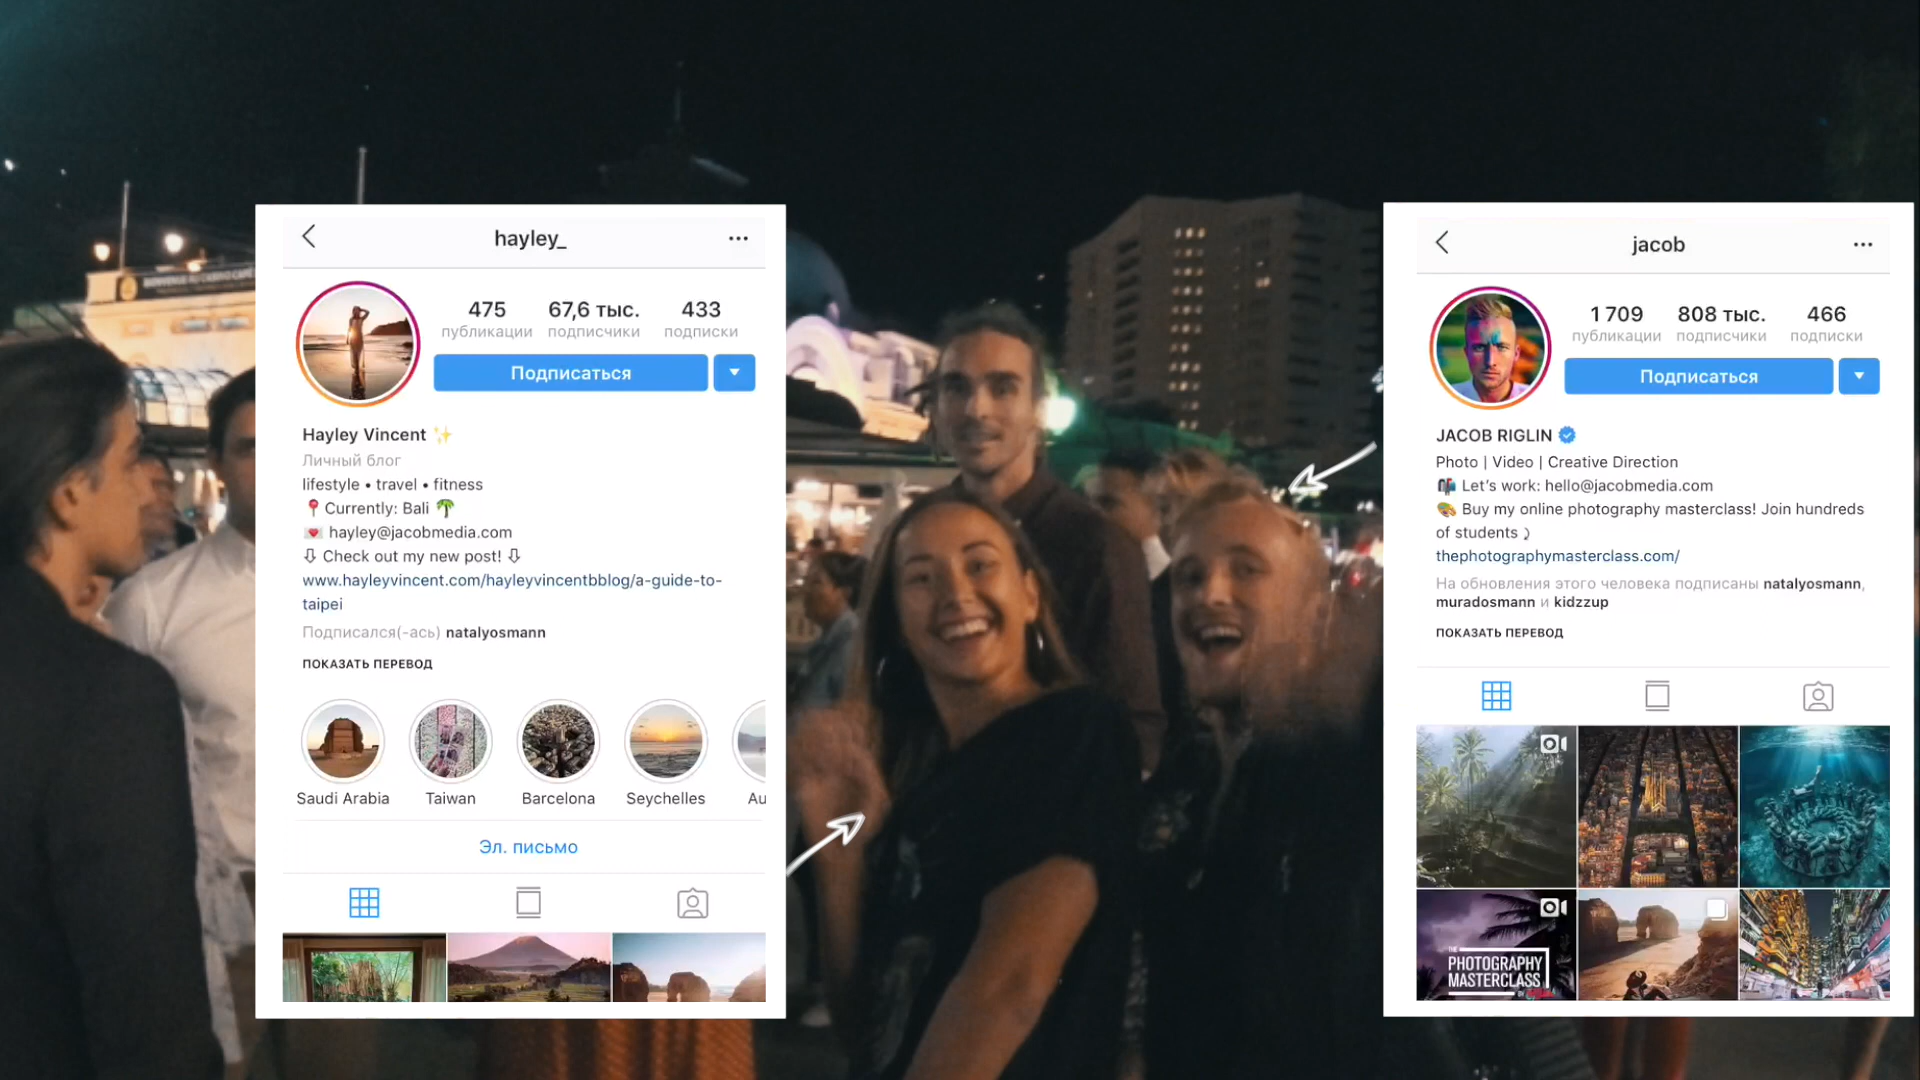 hayley_
475 67,6 тыс. 433
публикации подписчики подписки
Подписаться
Hayley Vincent ✨
Личный блог
lifestyle • travel • fitness
📍Currently: Bali 🌴
💌 hayley@jacobmedia.com
⇩ Check out my new post! ⇩
www.hayleyvincent.com/hayleyvincentbblog/a-guide-to-
taipei
Подписался(-ась) natalyosmann
ПОКАЗАТЬ ПЕРЕВОД
Saudi Arabia Taiwan Barcelona Seychelles Au
Эл. письмо
jacob
1 709 808 тыс. 466
публикации подписчики подписки
Подписаться
JACOB RIGLIN
Photo | Video | Creative Direction
📬 Let's work: hello@jacobmedia.com
🎨 Buy my online photography masterclass! Join hundreds
of students ⤸
thephotographymasterclass.com/
На обновления этого человека подписаны natalyosmann,
muradosmann и kidzzup
ПОКАЗАТЬ ПЕРЕВОД
THE
PHOTOGRAPHY
MASTERCLASS